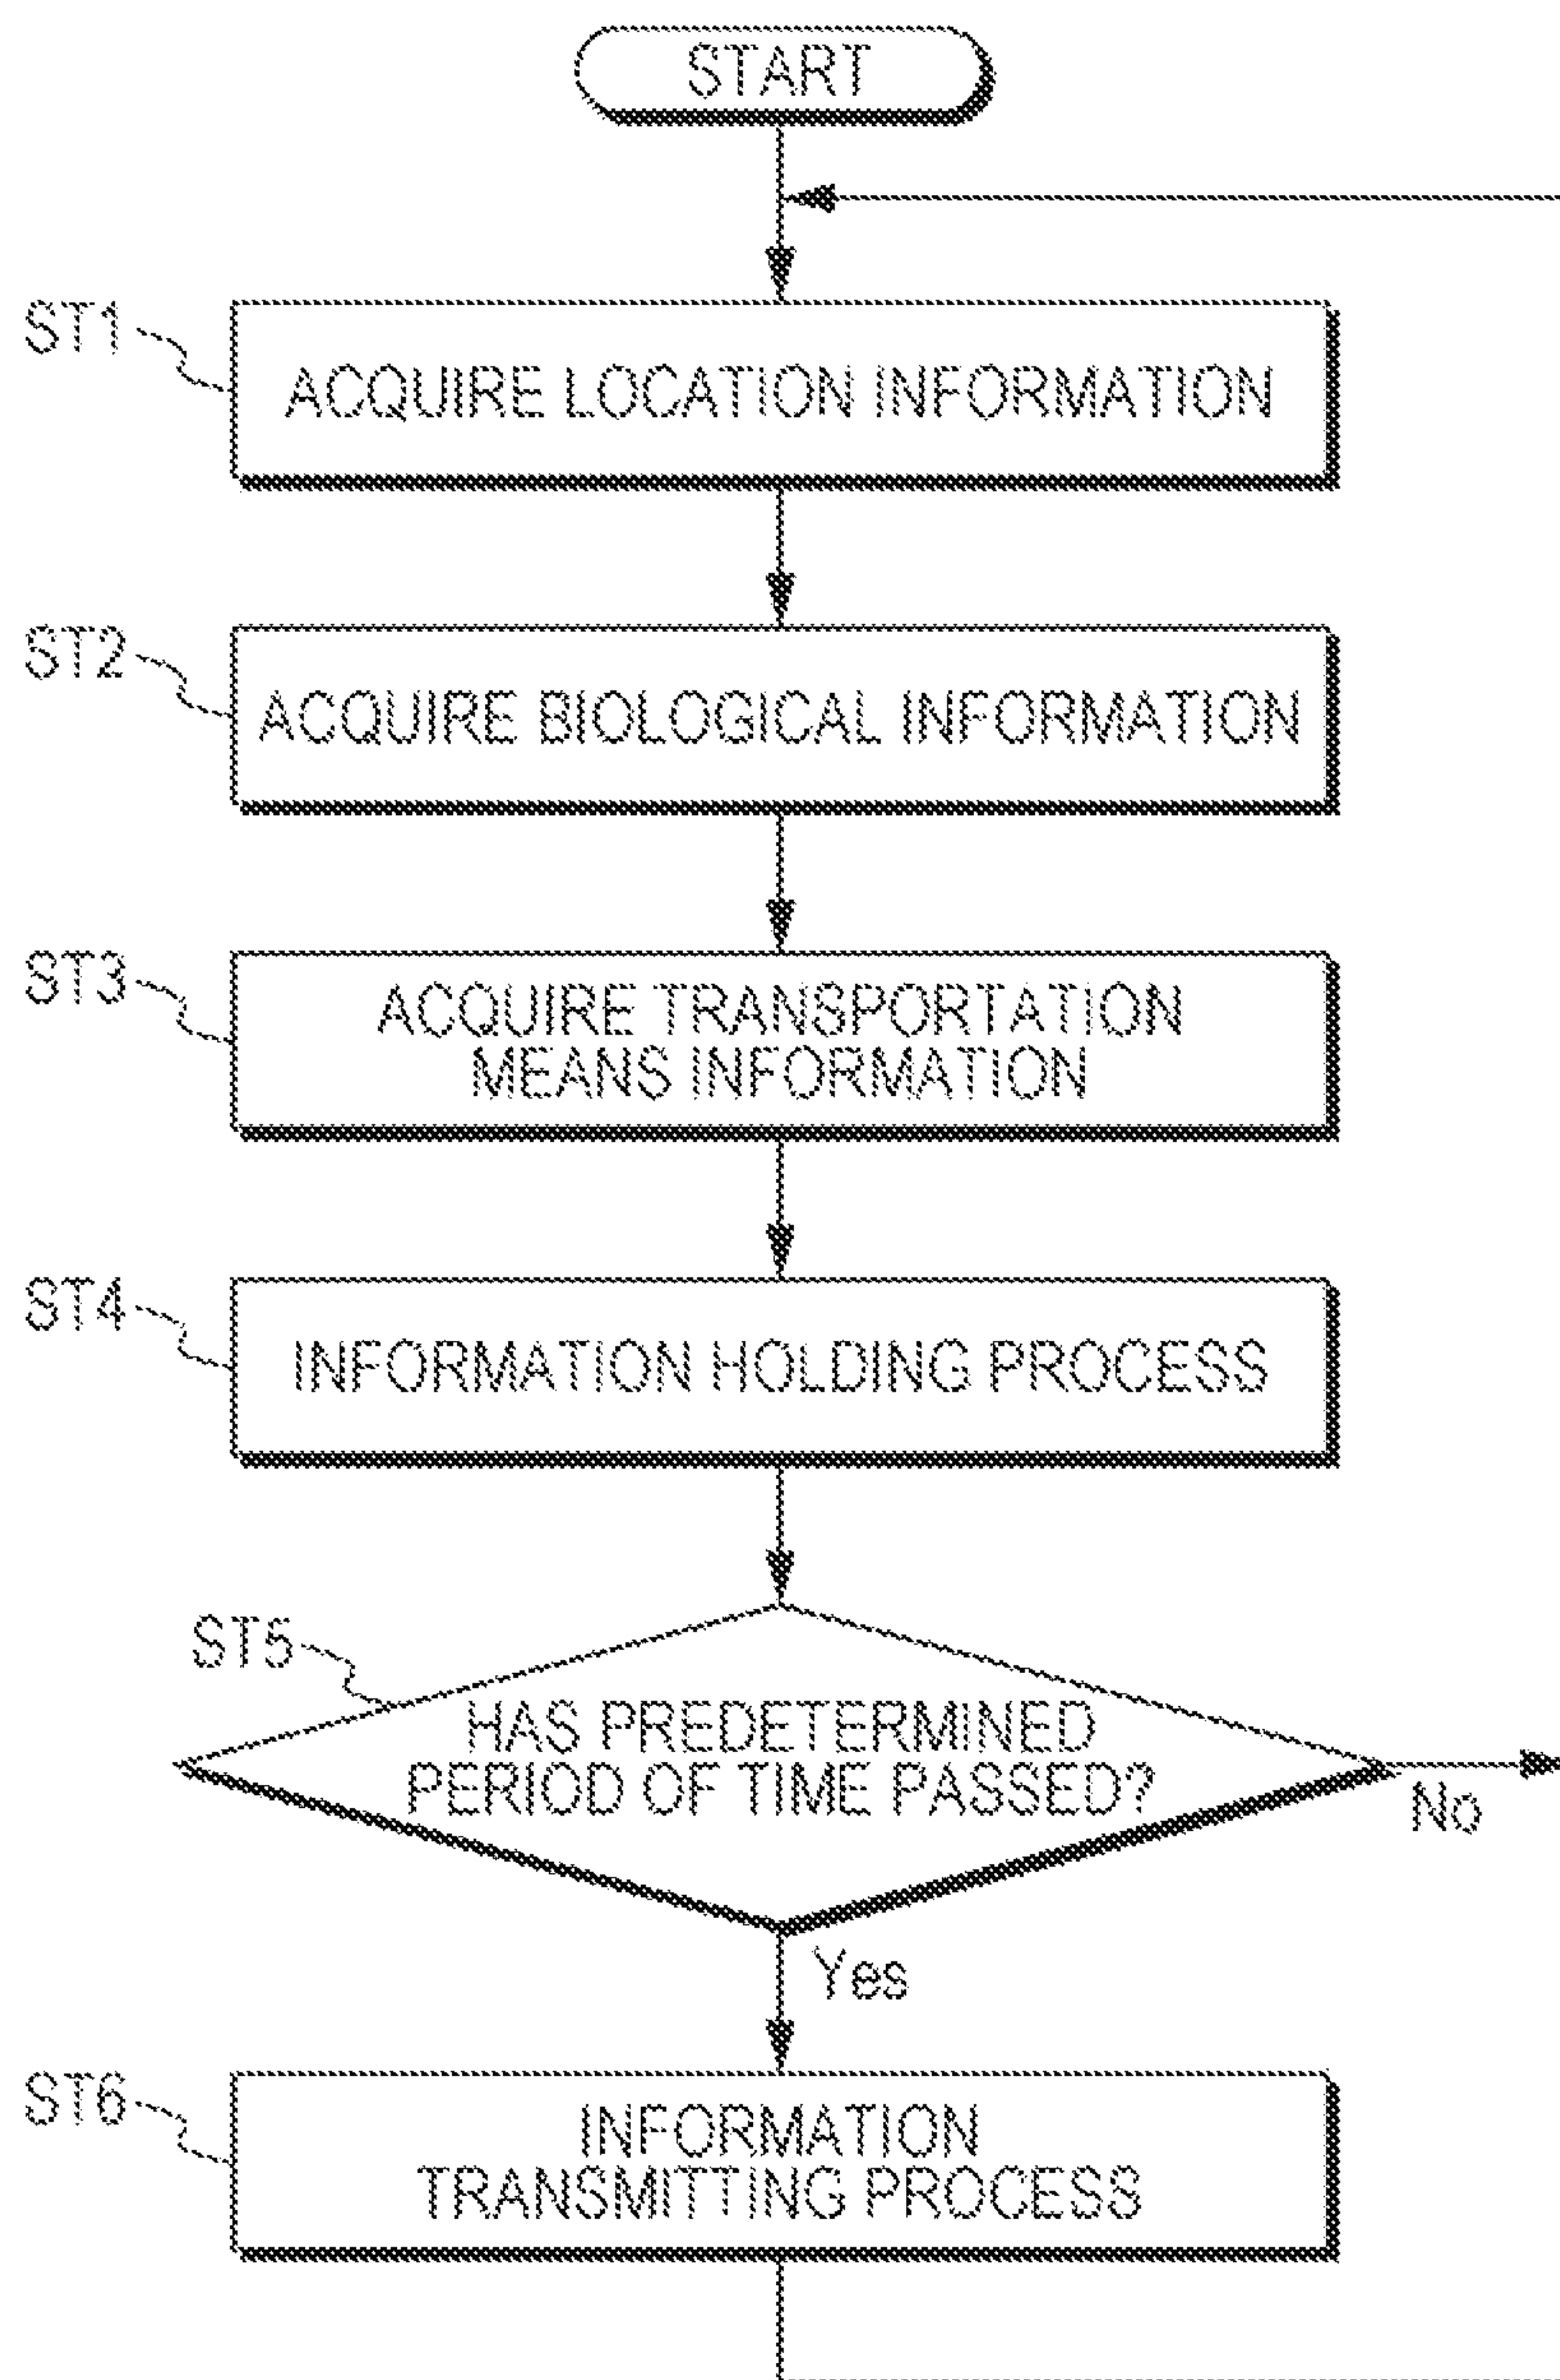 START
ST1
ACQUIRE LOCATION INFORMATION
ST2
ACQUIRE BIOLOGICAL INFORMATION
ST3
ACQUIRE TRANSPORTATION
MEANS INFORMATION
ST4
INFORMATION HOLDING PROCESS
ST5
HAS PREDETERMINED
PERIOD OF TIME PASSED?
No
Yes
ST6
INFORMATION
TRANSMITTING PROCESS